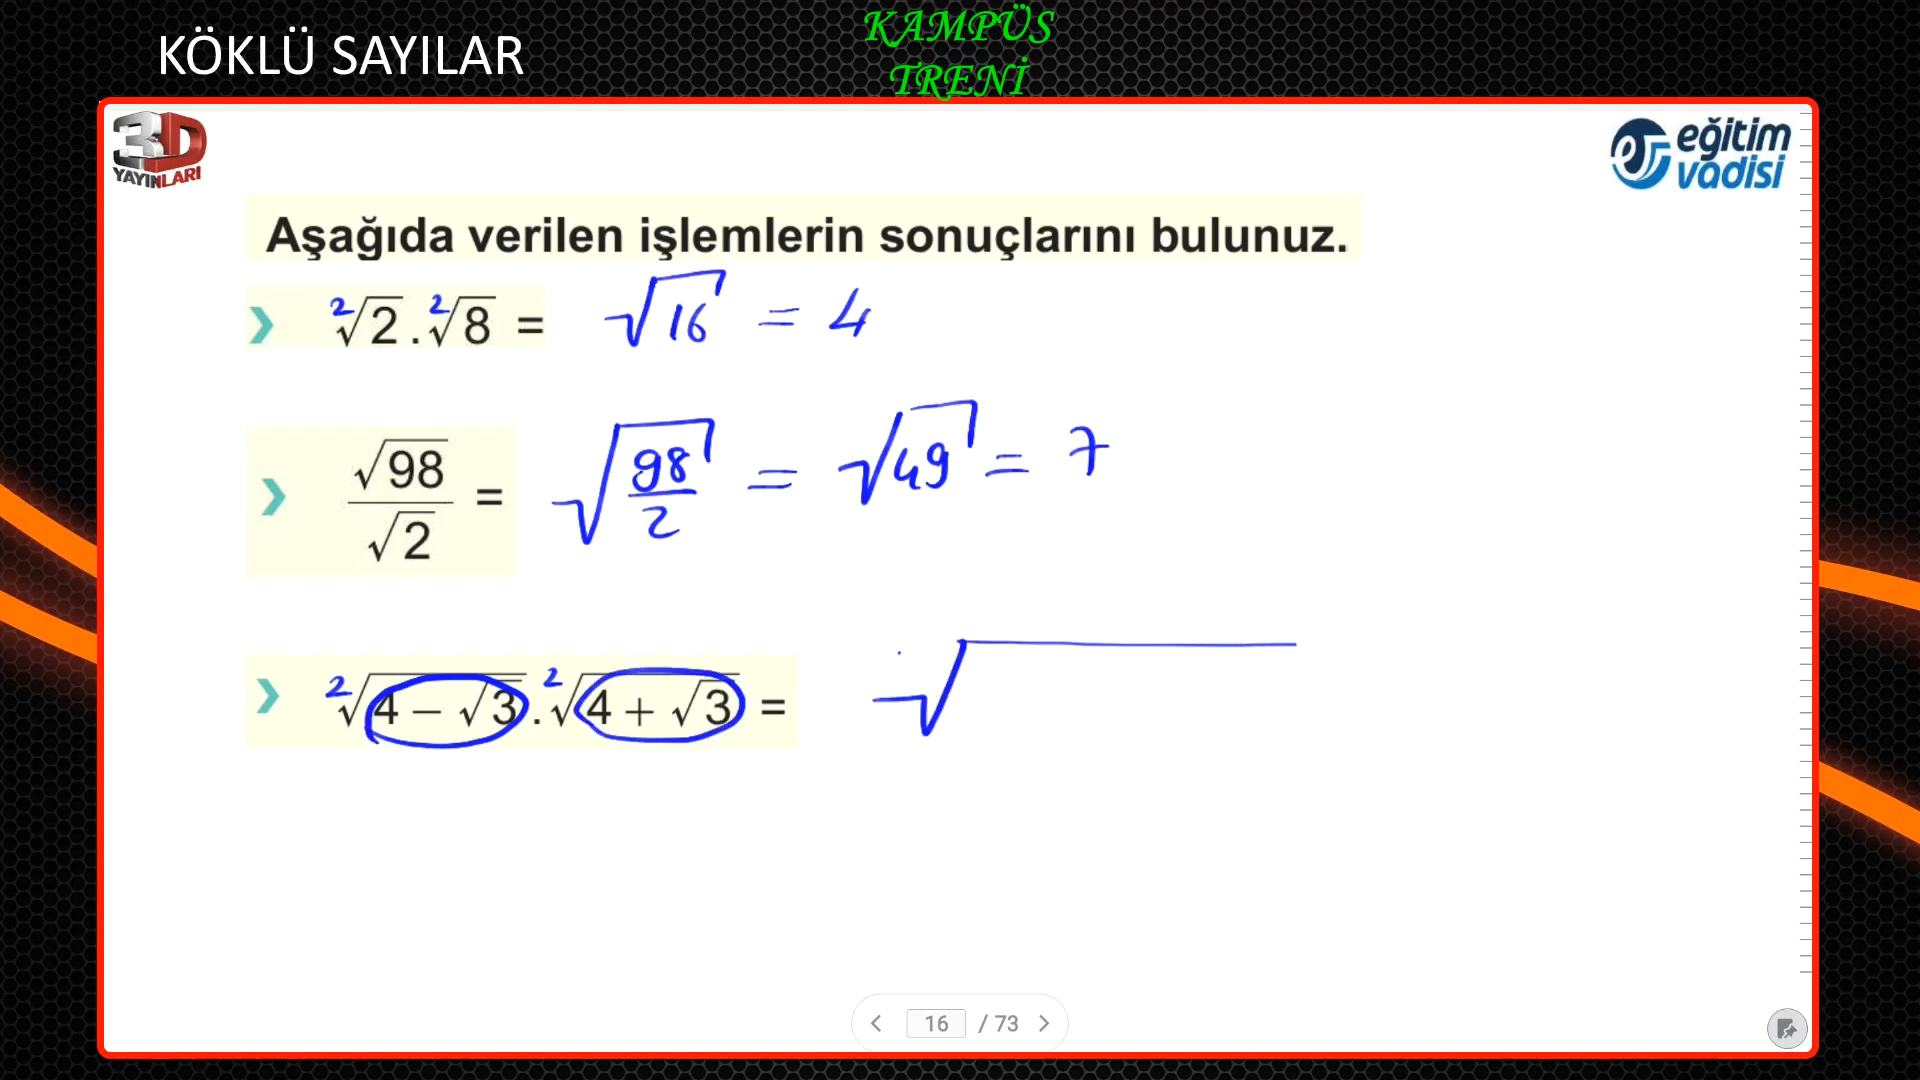 KÖKLÜ SAYILAR
KAMPÜS
TRENİ
3D
YAYINLARI
eğitim
vadisi
Aşağıda verilen işlemlerin sonuçlarını bulunuz.
²√2 . ²√8 = √16 = 4
√98 / √2 = √(98/2) = √49 = 7
²√(4 − √3) . ²√(4 + √3) = √
16 / 73